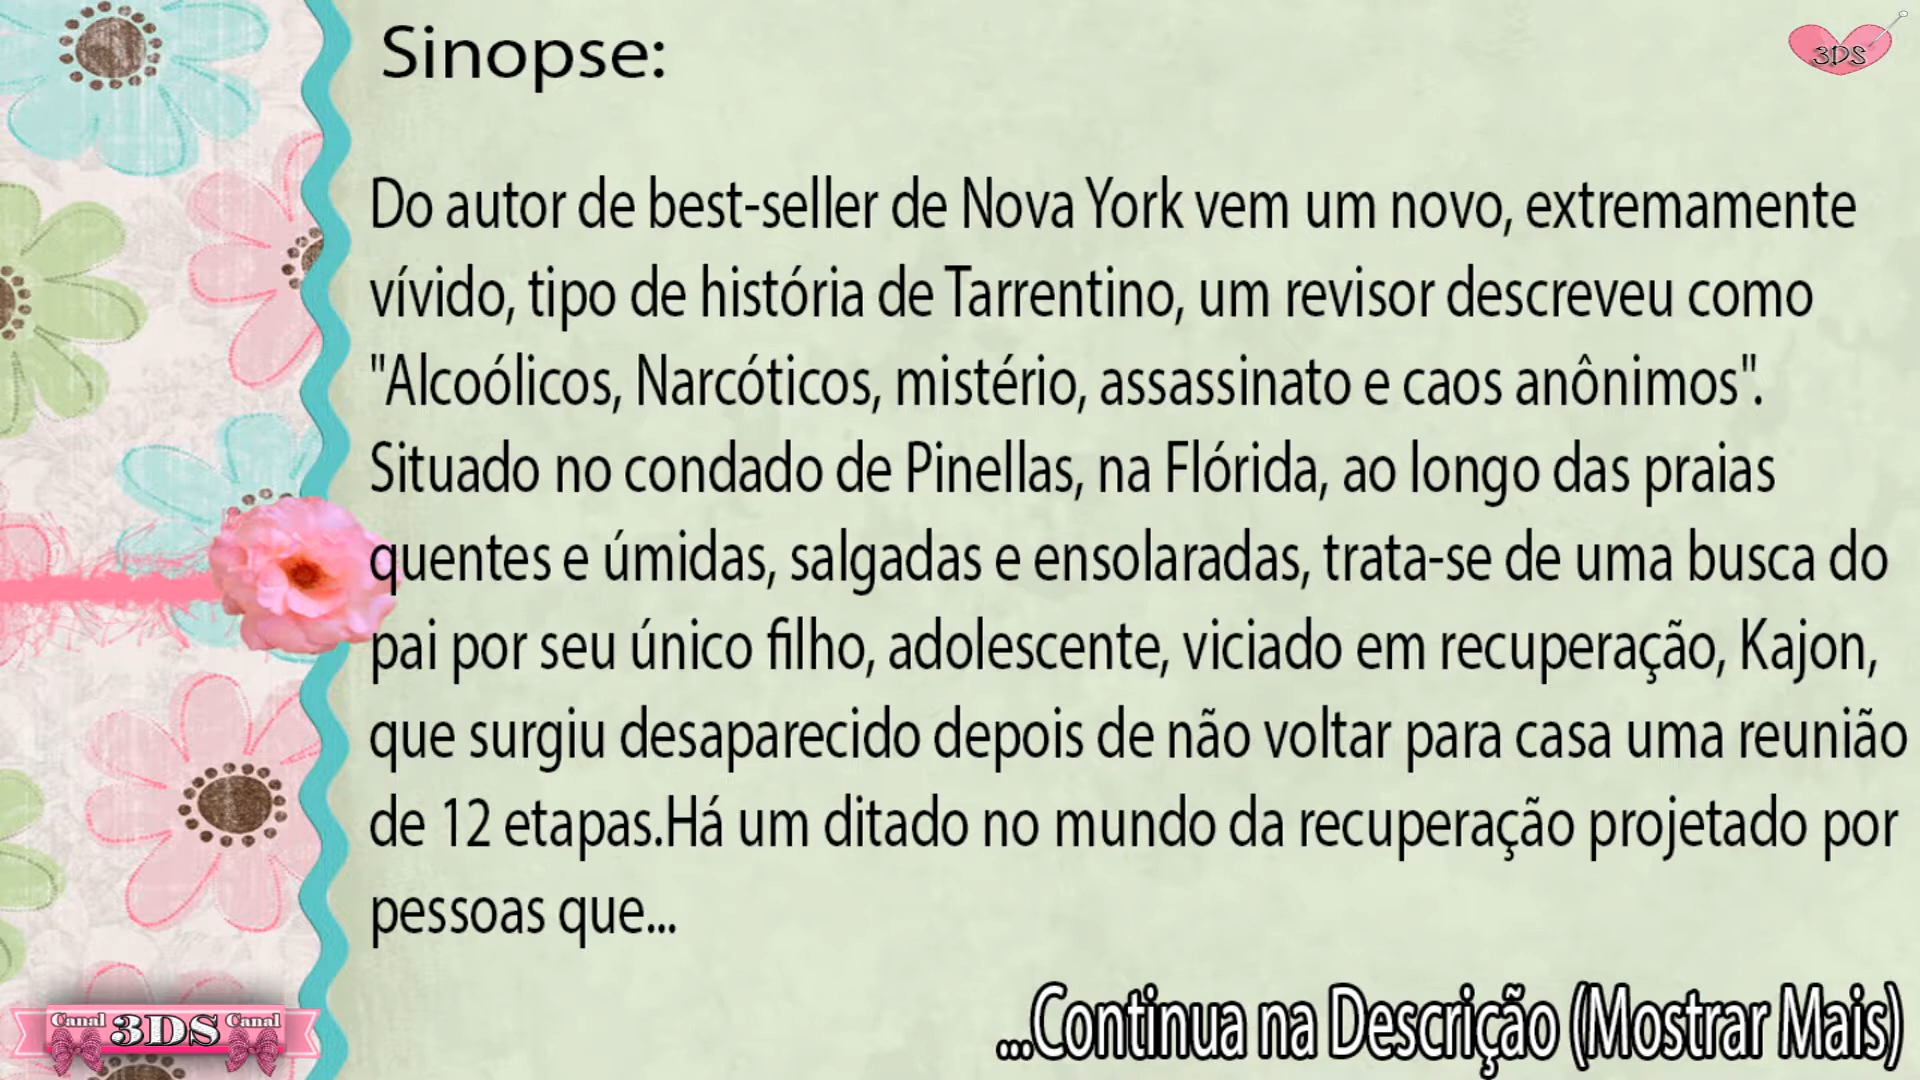 Sinopse:
3DS
Do autor de best-seller de Nova York vem um novo, extremamente
vívido, tipo de história de Tarrentino, um revisor descreveu como
"Alcoólicos, Narcóticos, mistério, assassinato e caos anônimos".
Situado no condado de Pinellas, na Flórida, ao longo das praias
quentes e úmidas, salgadas e ensolaradas, trata-se de uma busca do
pai por seu único filho, adolescente, viciado em recuperação, Kajon,
que surgiu desaparecido depois de não voltar para casa uma reunião
de 12 etapas.Há um ditado no mundo da recuperação projetado por
pessoas que...
...Continua na Descrição (Mostrar Mais)
Canal 3DS Canal